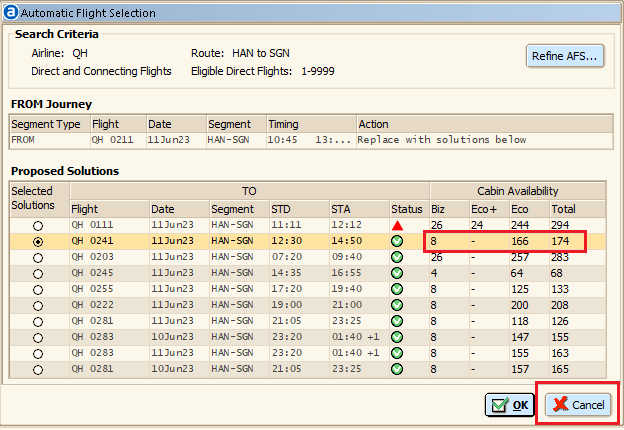 Automatic Flight Selection
Search Criteria
Airline: QH Route: HAN to SGN
Direct and Connecting Flights Eligible Direct Flights: 1-9999
Refine AFS...
FROM Journey
Segment Type Flight Date Segment Timing Action
FROM QH 0211 11Jun23 HAN-SGN 10:45 13:... Replace with solutions below
Proposed Solutions
Selected Solutions TO Cabin Availability
Flight Date Segment STD STA Status Biz Eco+ Eco Total
QH 0111 11Jun23 HAN-SGN 11:11 12:12 26 24 244 294
QH 0241 11Jun23 HAN-SGN 12:30 14:50 8 - 166 174
QH 0203 11Jun23 HAN-SGN 07:20 09:40 26 - 257 283
QH 0245 11Jun23 HAN-SGN 14:35 16:55 4 - 64 68
QH 0255 11Jun23 HAN-SGN 17:20 19:40 8 - 125 133
QH 0222 11Jun23 HAN-SGN 19:00 21:00 8 - 200 208
QH 0281 11Jun23 HAN-SGN 21:05 23:25 8 - 118 126
QH 0283 10Jun23 HAN-SGN 23:20 01:40 +1 8 - 147 155
QH 0283 11Jun23 HAN-SGN 23:20 01:40 +1 8 - 155 163
QH 0281 10Jun23 HAN-SGN 21:05 23:25 8 - 157 165
OK Cancel